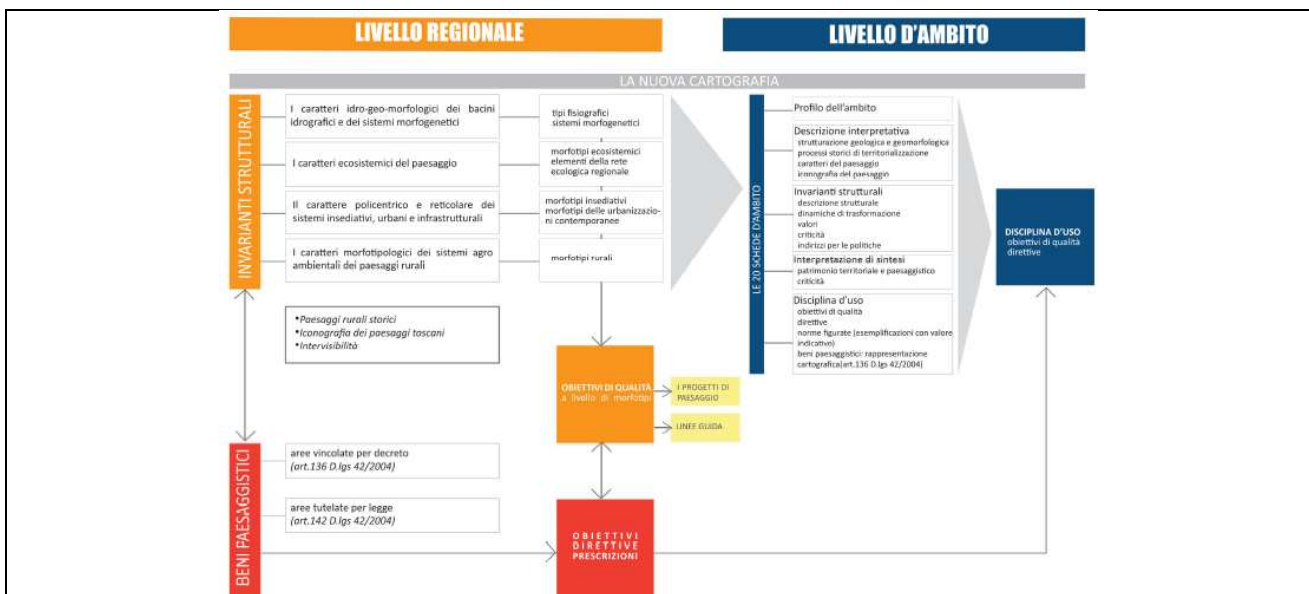 LIVELLO REGIONALE
LIVELLO D'AMBITO
LA NUOVA CARTOGRAFIA
INVARIANTI STRUTTURALI
I caratteri idro-geo-morfologici dei bacini
idrografici e dei sistemi morfogenetici
tipi fisiografici
sistemi morfogenetici
I caratteri ecosistemici del paesaggio
morfotipi ecosistemici
elementi della rete
ecologica regionale
Il carattere policentrico e reticolare dei
sistemi insediativi, urbani e infrastrutturali
morfotipi insediativi
morfotipi delle urbanizzazio-
ni contemporanee
I caratteri morfotipologici dei sistemi agro
ambientali dei paesaggi rurali
morfotipi rurali
•Paesaggi rurali storici
•Iconografia dei paesaggi toscani
•Intervisibilità
OBIETTIVI DI QUALITÀ
a livello di morfotipi
I PROGETTI DI
PAESAGGIO
LINEE GUIDA
BENI PAESAGGISTICI
aree vincolate per decreto
(art.136 D.lgs 42/2004)
aree tutelate per legge
(art.142 D.lgs 42/2004)
OBIETTIVI
DIRETTIVE
PRESCRIZIONI
LE 20 SCHEDE D'AMBITO
Profilo dell'ambito
Descrizione interpretativa
strutturazione geologica e geomorfologica
processi storici di territorializzazione
caratteri del paesaggio
iconografia del paesaggio
Invarianti strutturali
descrizione strutturale
dinamiche di trasformazione
valori
criticità
indirizzi per le politiche
Interpretazione di sintesi
patrimonio territoriale e paesaggistico
criticità
Disciplina d'uso
obiettivi di qualità
direttive
norme figurate (esemplificazioni con valore
indicativo)
beni paesaggistici: rappresentazione
cartografica(art.136 D.lgs 42/2004)
DISCIPLINA D'USO
obiettivi di qualità
direttive